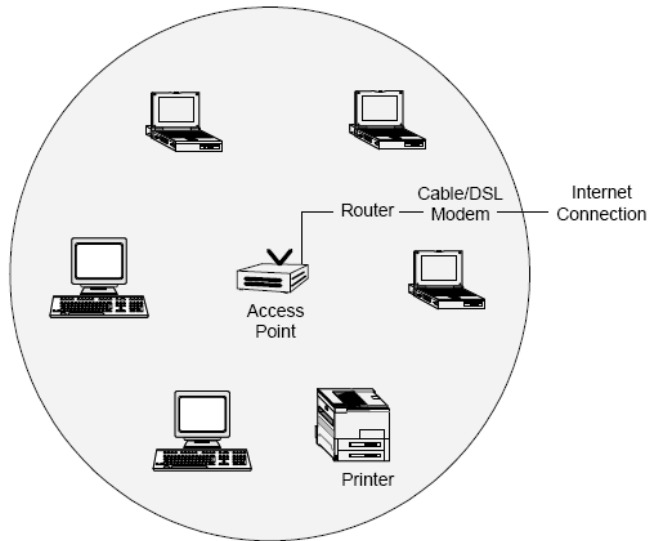 Router
Cable/DSL
Modem
Internet
Connection
Access
Point
Printer